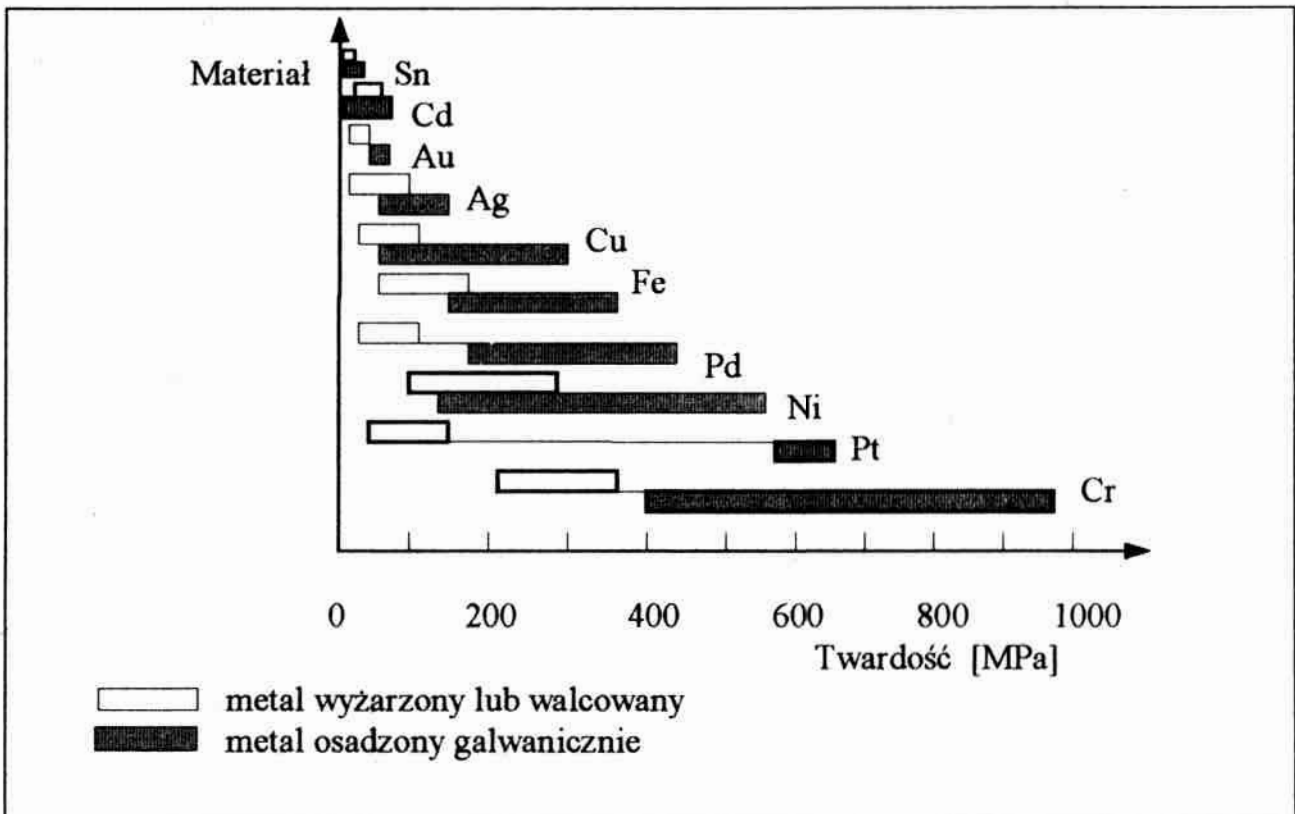 Materiał
Sn
Cd
Au
Ag
Cu
Fe
Pd
Ni
Pt
Cr
0 200 400 600 800 1000
Twardość [MPa]
metal wyżarzony lub walcowany
metal osadzony galwanicznie